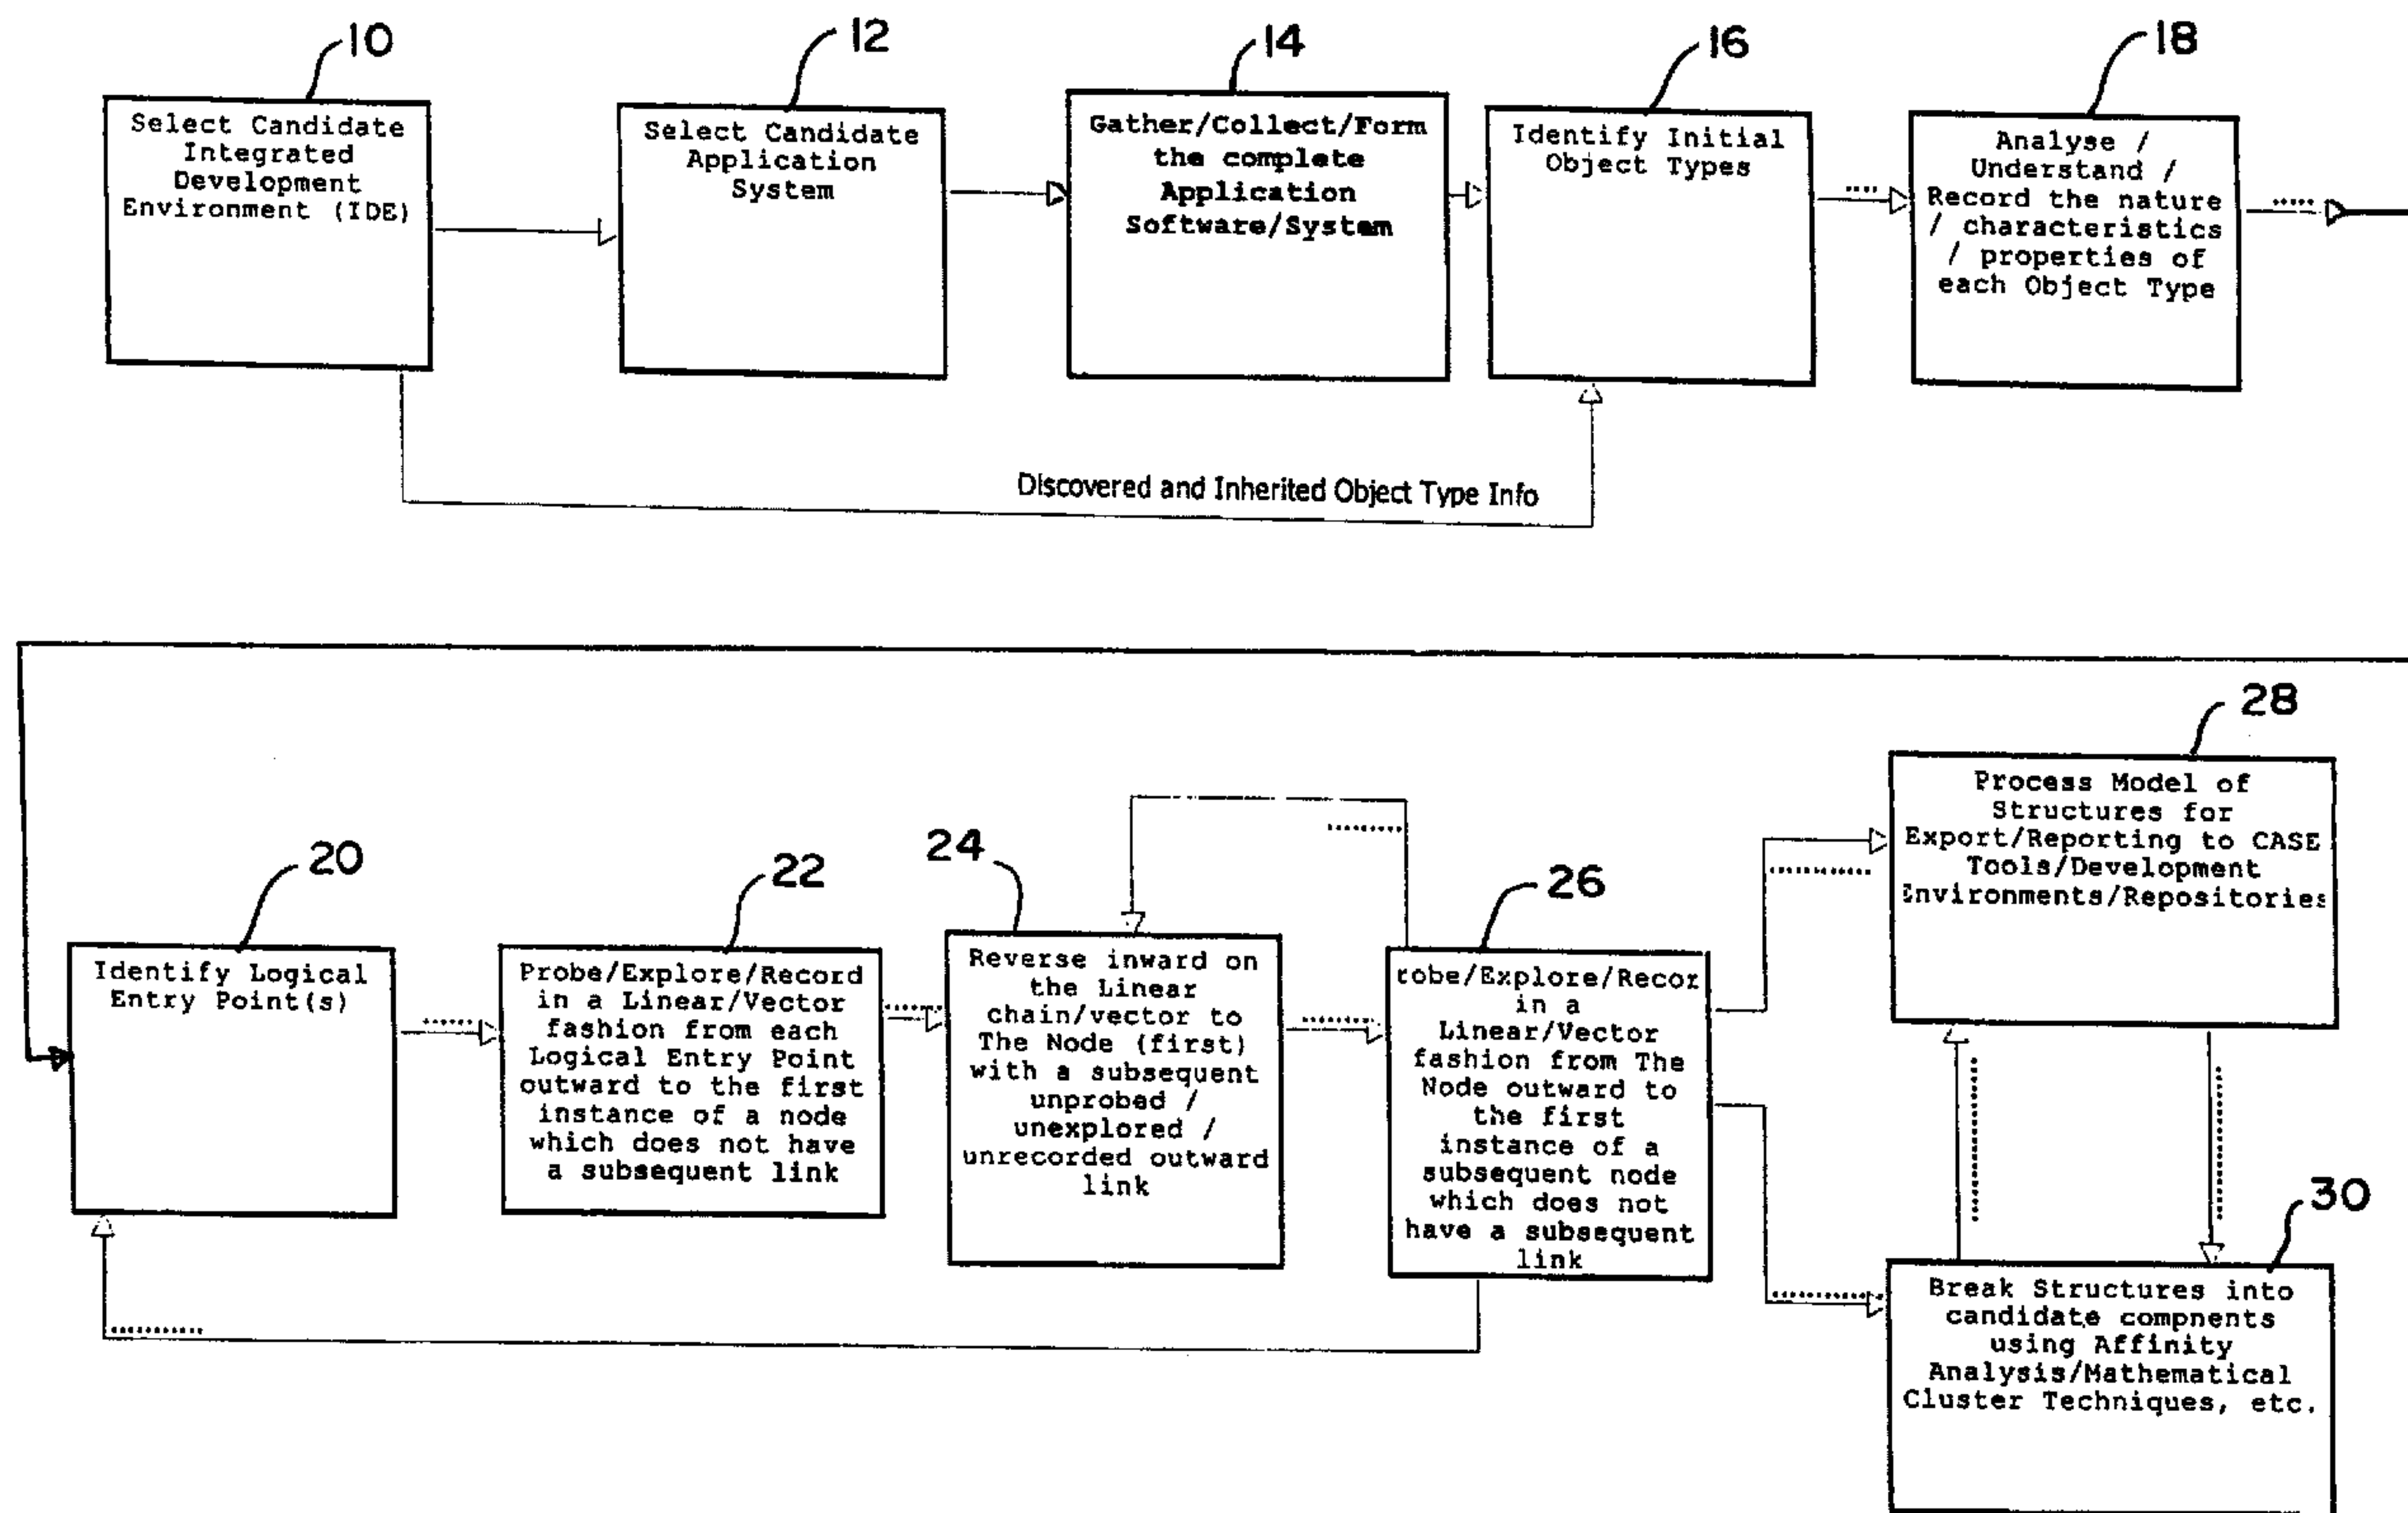 10
12
14
16
18
Select Candidate
Integrated
Development
Environment (IDE)
Select Candidate
Application
System
Gather/Collect/Form
the complete
Application
Software/System
Identify Initial
Object Types
Analyse /
Understand /
Record the nature
/ characteristics
/ properties of
each Object Type
Discovered and Inherited Object Type Info
20
22
24
26
28
30
Identify Logical
Entry Point(s)
Probe/Explore/Record
in a Linear/Vector
fashion from each
Logical Entry Point
outward to the first
instance of a node
which does not have
a subsequent link
Reverse inward on
the Linear
chain/vector to
The Node (first)
with a subsequent
unprobed /
unexplored /
unrecorded outward
link
robe/Explore/Recor
in a
Linear/Vector
fashion from The
Node outward to
the first
instance of a
subsequent node
which does not
have a subsequent
link
Process Model of
Structures for
Export/Reporting to CASE
Tools/Development
Environments/Repositories
Break Structures into
candidate compnents
using Affinity
Analysis/Mathematical
Cluster Techniques, etc.